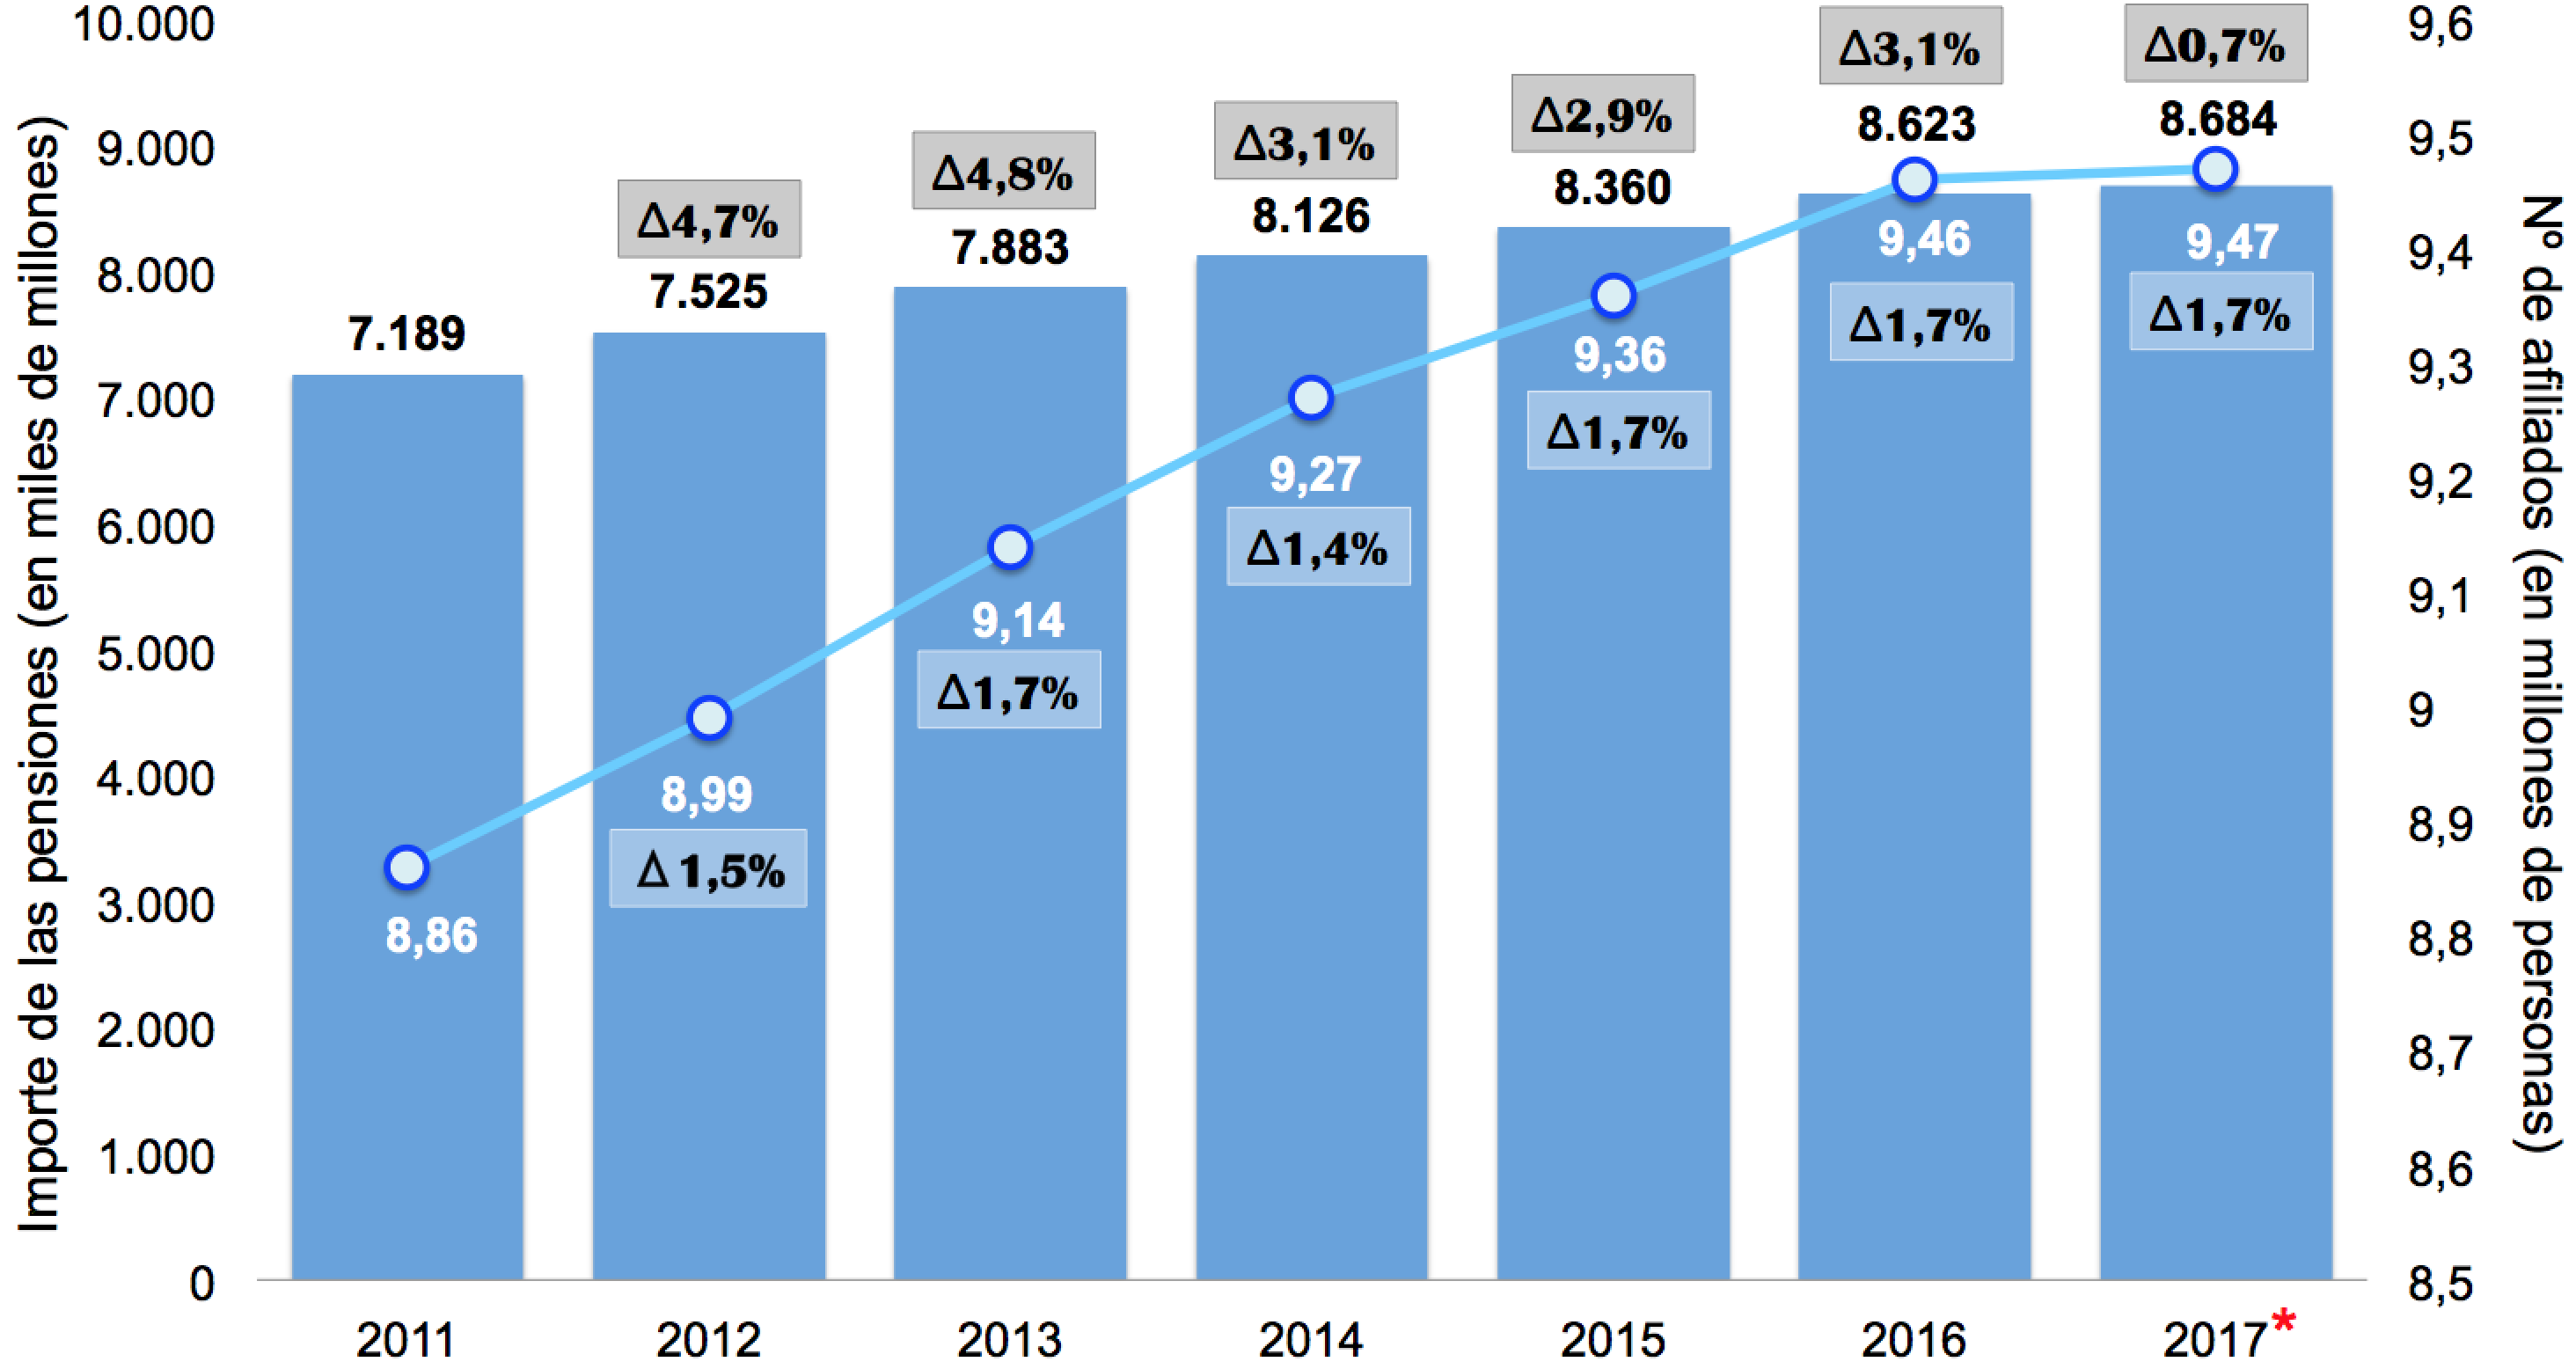 Importe de las pensiones (en miles de millones)
10.000
9.000
8.000
7.000
6.000
5.000
4.000
3.000
2.000
1.000
0
7.189
8,86
Δ4,7%
7.525
8,99
Δ 1,5%
Δ4,8%
7.883
9,14
Δ1,7%
Δ3,1%
8.126
9,27
Δ1,4%
Δ2,9%
8.360
9,36
Δ1,7%
Δ3,1%
8.623
9,46
Δ1,7%
Δ0,7%
8.684
9,47
Δ1,7%
9,6
9,5
9,4
9,3
9,2
9,1
9
8,9
8,8
8,7
8,6
8,5
Nº de afiliados (en millones de personas)
2011 2012 2013 2014 2015 2016 2017*